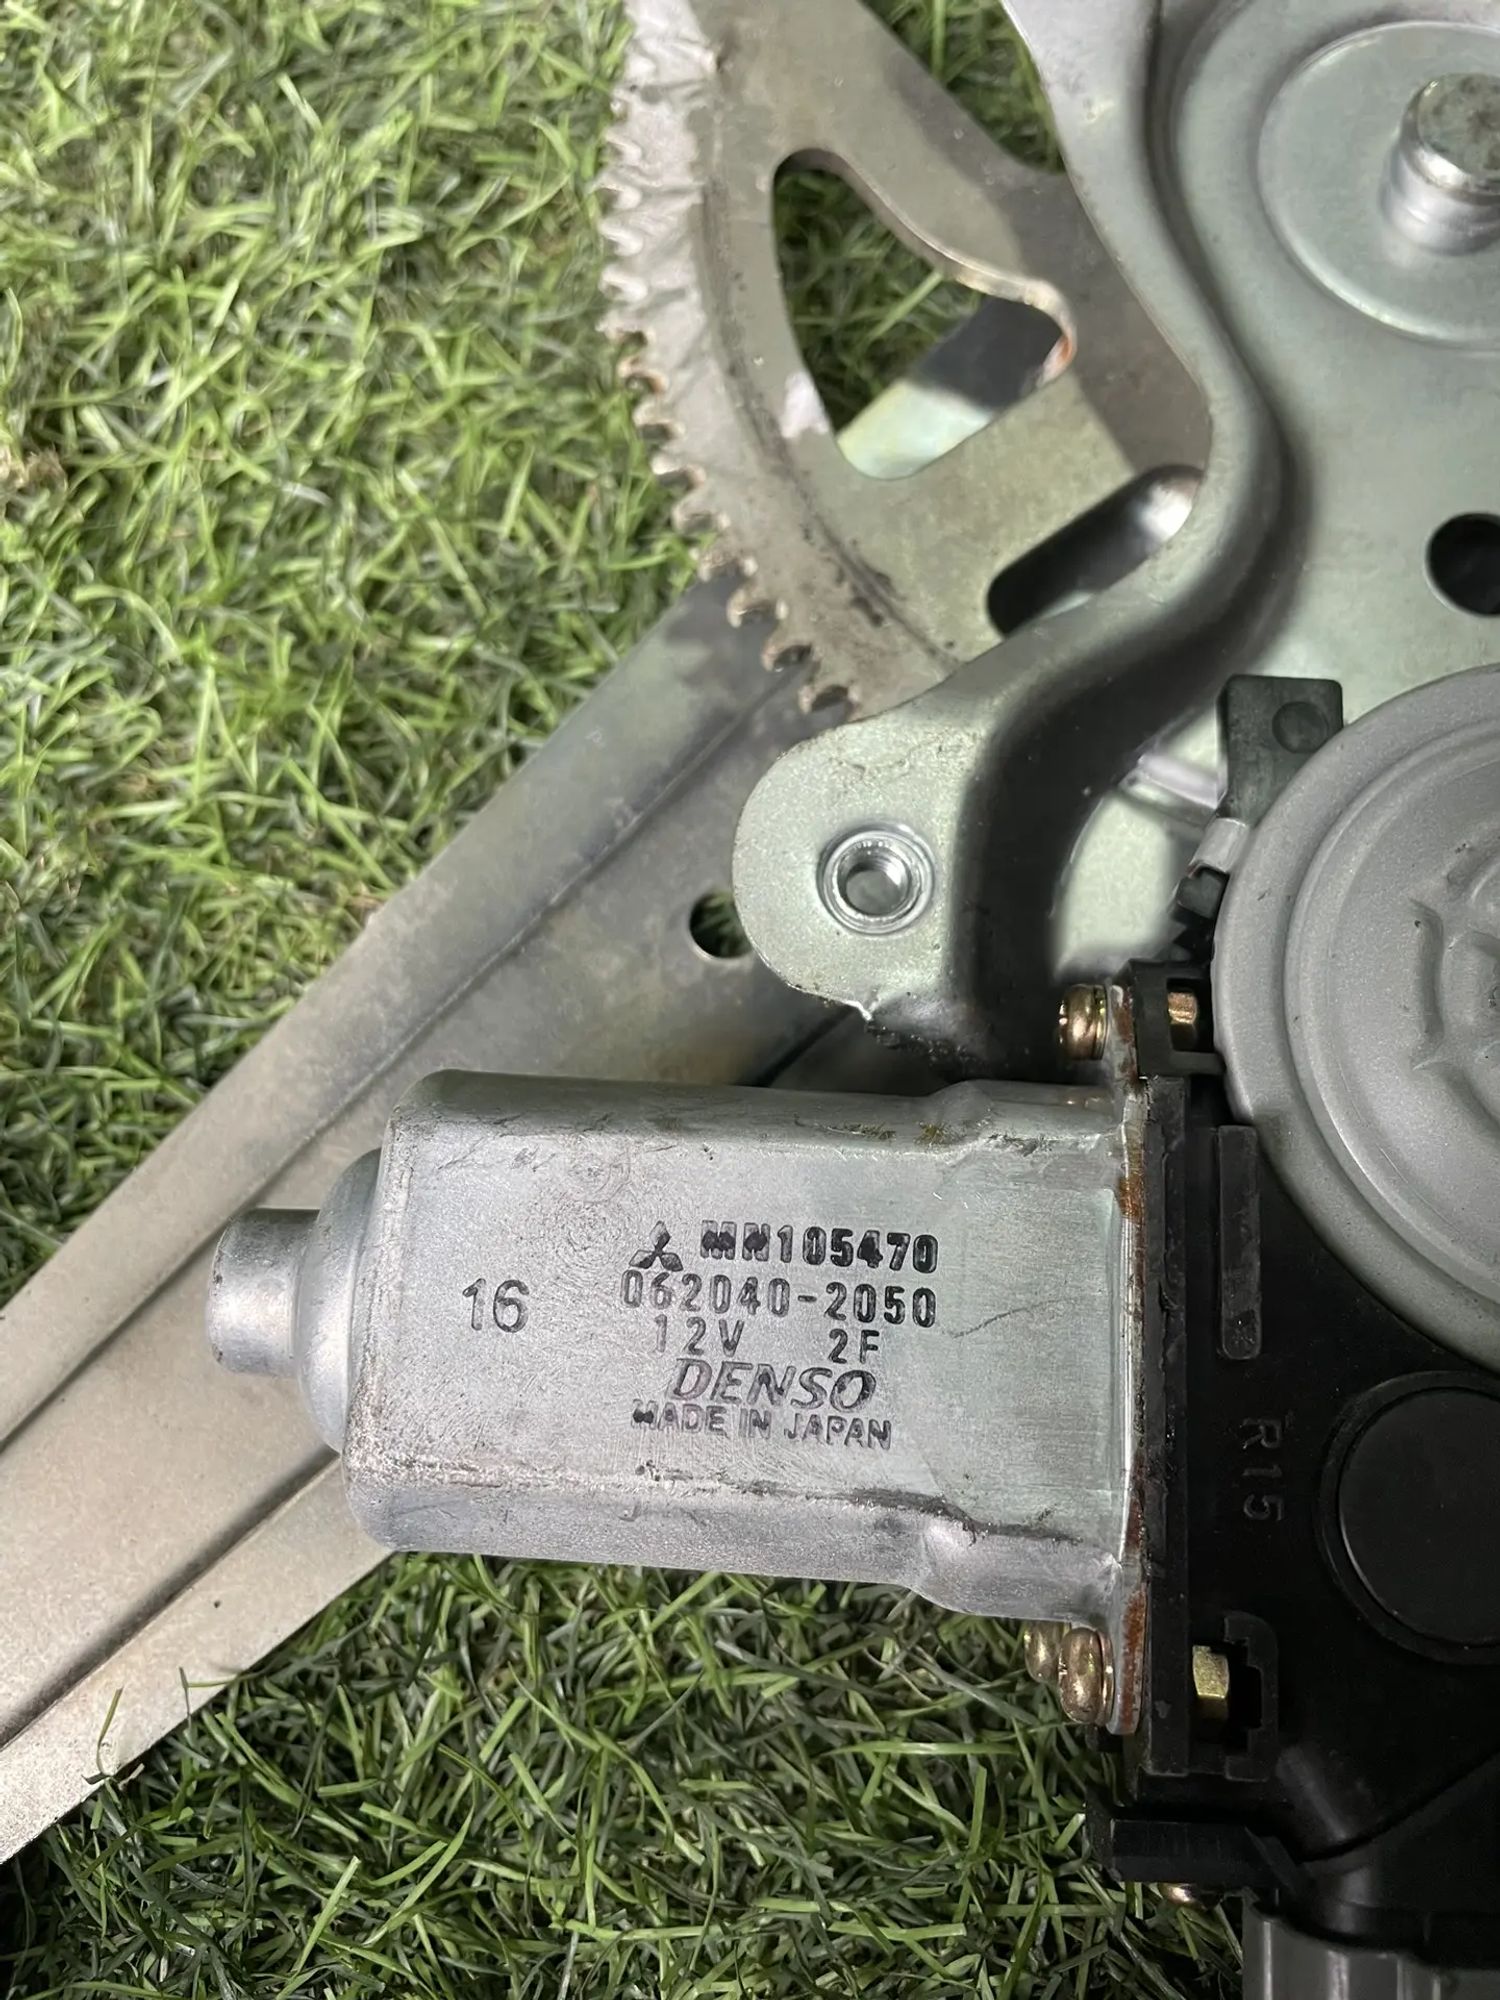 MN105470
062040-2050
16
12V 2F
DENSO
MADE IN JAPAN
R15